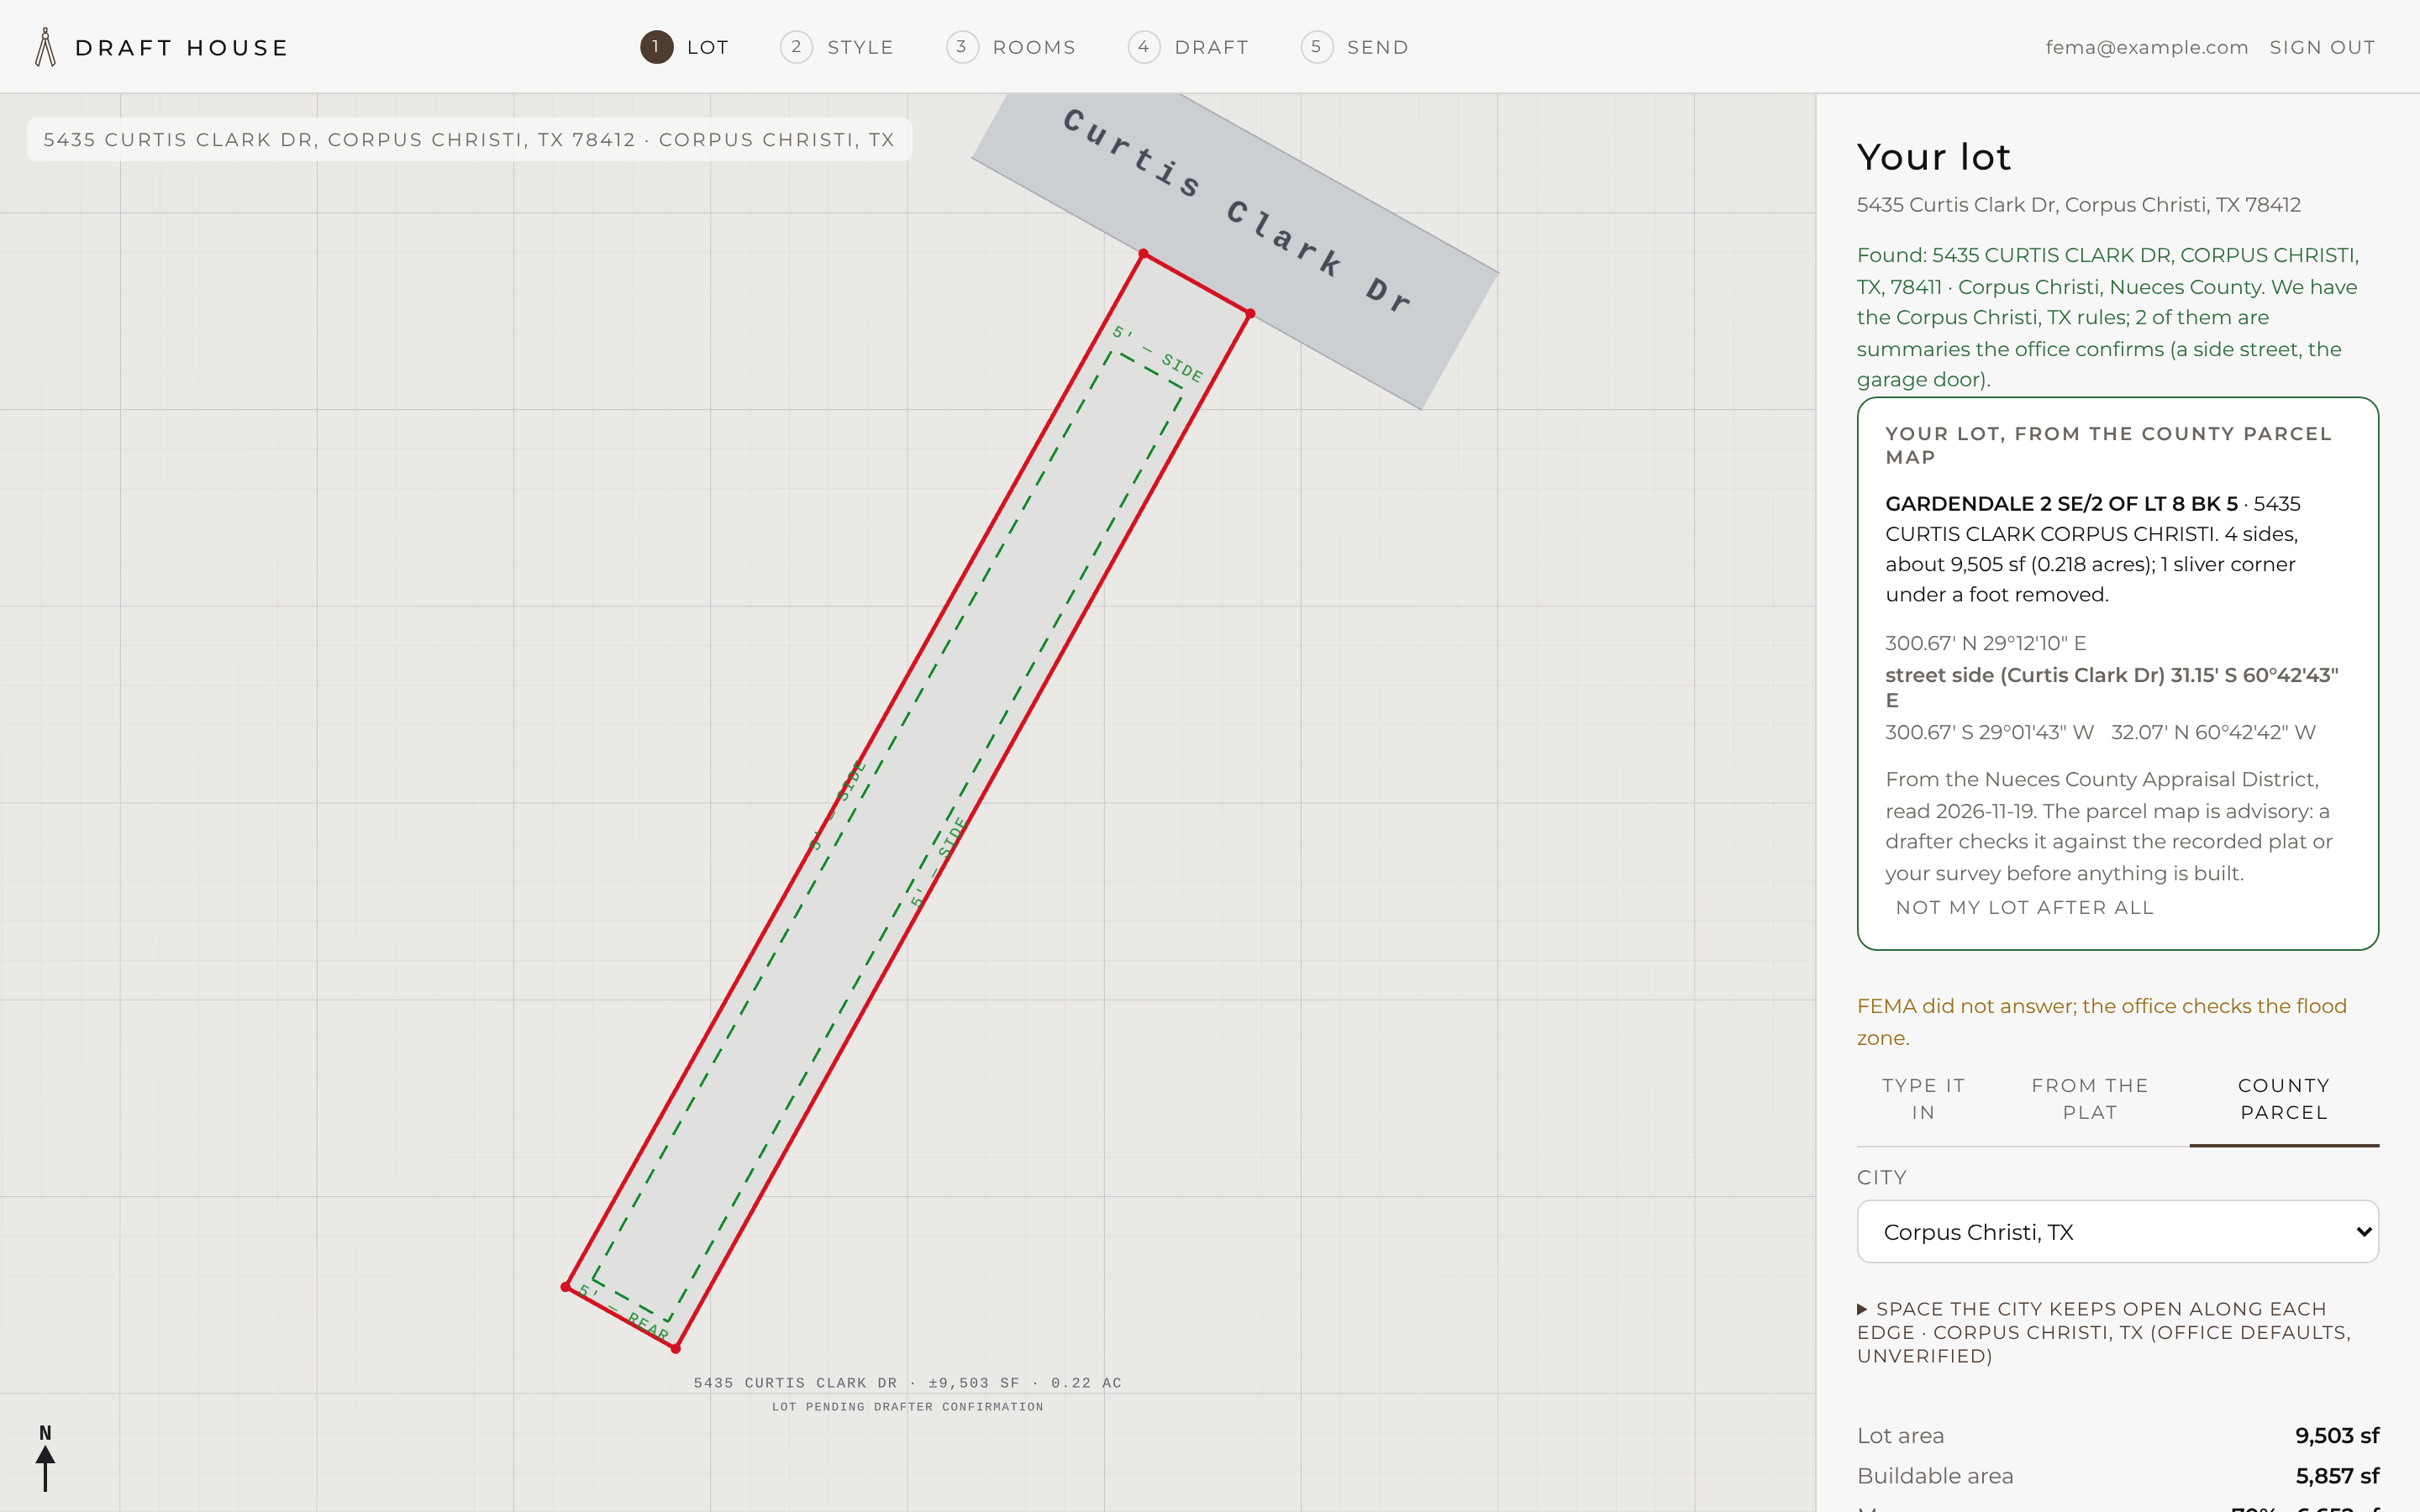 DRAFT HOUSE
1 LOT 2 STYLE 3 ROOMS 4 DRAFT 5 SEND
fema@example.com SIGN OUT
5435 CURTIS CLARK DR, CORPUS CHRISTI, TX 78412 · CORPUS CHRISTI, TX
Curtis Clark Dr
5' — SIDE
5' — SIDE
5' — SIDE
5' — REAR
5435 CURTIS CLARK DR · ±9,503 SF · 0.22 AC
LOT PENDING DRAFTER CONFIRMATION
N
Your lot
5435 Curtis Clark Dr, Corpus Christi, TX 78412
Found: 5435 CURTIS CLARK DR, CORPUS CHRISTI,
TX, 78411 · Corpus Christi, Nueces County. We have
the Corpus Christi, TX rules; 2 of them are
summaries the office confirms (a side street, the
garage door).
YOUR LOT, FROM THE COUNTY PARCEL
MAP
GARDENDALE 2 SE/2 OF LT 8 BK 5 · 5435
CURTIS CLARK CORPUS CHRISTI. 4 sides,
about 9,505 sf (0.218 acres); 1 sliver corner
under a foot removed.
300.67' N 29°12'10" E
street side (Curtis Clark Dr) 31.15' S 60°42'43"
E
300.67' S 29°01'43" W 32.07' N 60°42'42" W
From the Nueces County Appraisal District,
read 2026-11-19. The parcel map is advisory: a
drafter checks it against the recorded plat or
your survey before anything is built.
NOT MY LOT AFTER ALL
FEMA did not answer; the office checks the flood
zone.
TYPE IT
IN
FROM THE
PLAT
COUNTY
PARCEL
CITY
Corpus Christi, TX
SPACE THE CITY KEEPS OPEN ALONG EACH
EDGE · CORPUS CHRISTI, TX (OFFICE DEFAULTS,
UNVERIFIED)
Lot area 9,503 sf
Buildable area 5,857 sf